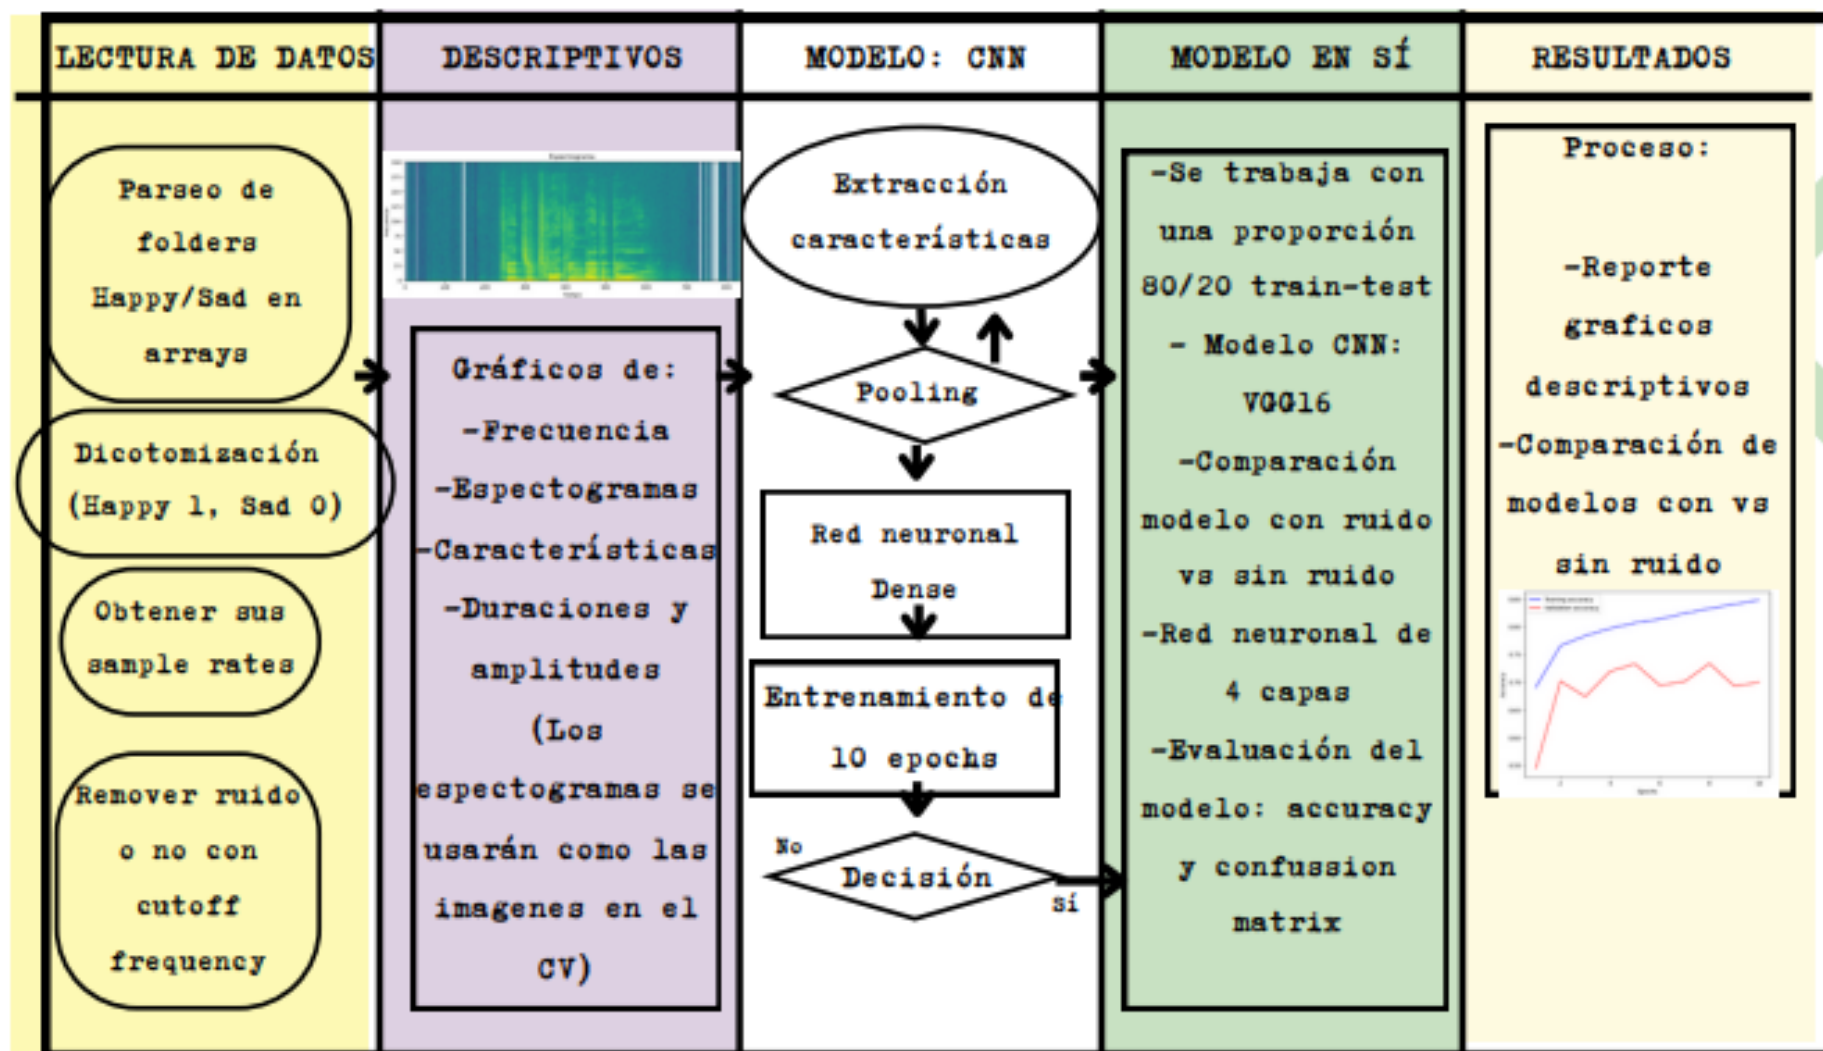 LECTURA DE DATOS
DESCRIPTIVOS
MODELO: CNN
MODELO EN SÍ
RESULTADOS
Parseo de
folders
Happy/Sad en
arrays
Dicotomización
(Happy 1, Sad 0)
Obtener sus
sample rates
Remover ruido
o no con
cutoff
frequency
Gráficos de:
-Frecuencia
-Espectogramas
-Características
-Duraciones y
amplitudes
(Los
espectogramas se
usarán como las
imagenes en el
CV)
Extracción
características
Pooling
Red neuronal
Dense
Entrenamiento de
10 epochs
No
Decisión
sí
-Se trabaja con
una proporción
80/20 train-test
- Modelo CNN:
VGG16
-Comparación
modelo con ruido
vs sin ruido
-Red neuronal de
4 capas
-Evaluación del
modelo: accuracy
y confussion
matrix
Proceso:
-Reporte
graficos
descriptivos
-Comparación de
modelos con vs
sin ruido